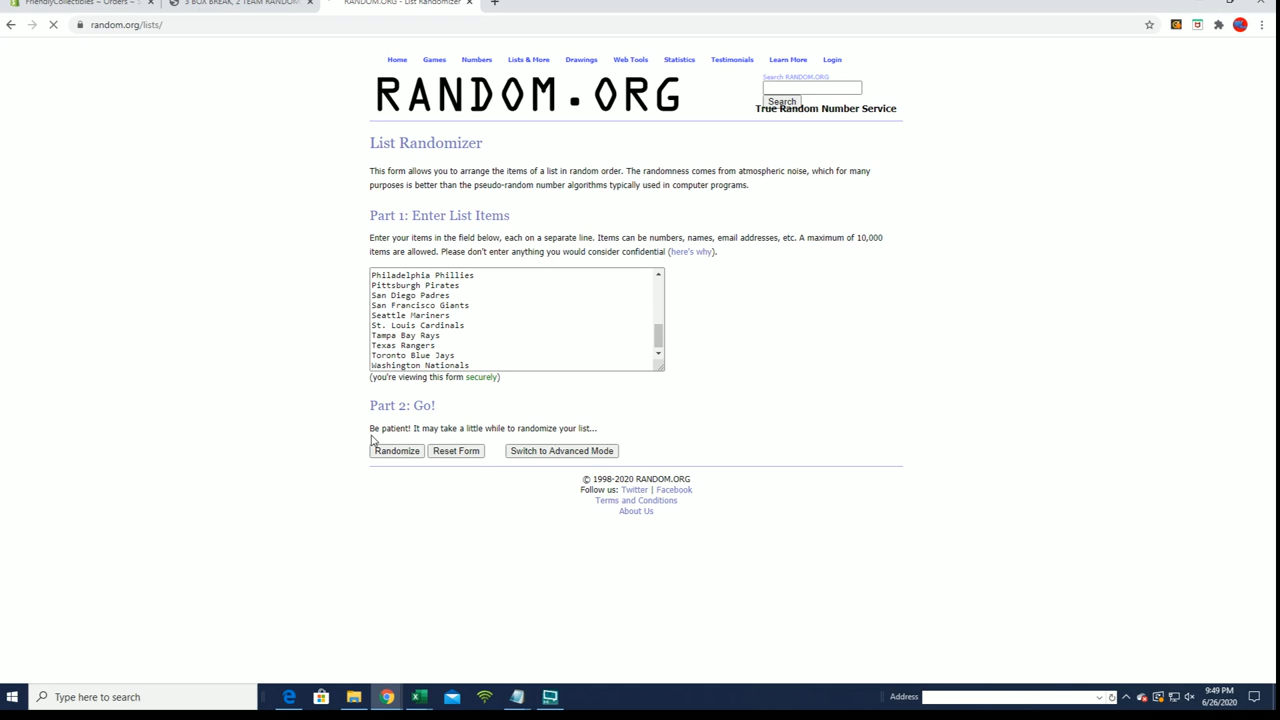 FriendlyCollectibles ~ Orders ~ S
3 BOX BREAK, 2 TEAM RANDOM
RANDOM.ORG - List Randomizer
random.org/lists/
Home Games Numbers Lists & More Drawings Web Tools Statistics Testimonials Learn More Login
RANDOM.ORG
Search RANDOM.ORG
Search
True Random Number Service
List Randomizer
This form allows you to arrange the items of a list in random order. The randomness comes from atmospheric noise, which for many
purposes is better than the pseudo-random number algorithms typically used in computer programs.
Part 1: Enter List Items
Enter your items in the field below, each on a separate line. Items can be numbers, names, email addresses, etc. A maximum of 10,000
items are allowed. Please don't enter anything you would consider confidential (here's why).
Philadelphia Phillies
Pittsburgh Pirates
San Diego Padres
San Francisco Giants
Seattle Mariners
St. Louis Cardinals
Tampa Bay Rays
Texas Rangers
Toronto Blue Jays
Washington Nationals
(you're viewing this form securely)
Part 2: Go!
Be patient! It may take a little while to randomize your list...
Randomize Reset Form Switch to Advanced Mode
© 1998-2020 RANDOM.ORG
Follow us: Twitter | Facebook
Terms and Conditions
About Us
Type here to search
Address
9:49 PM
6/26/2020